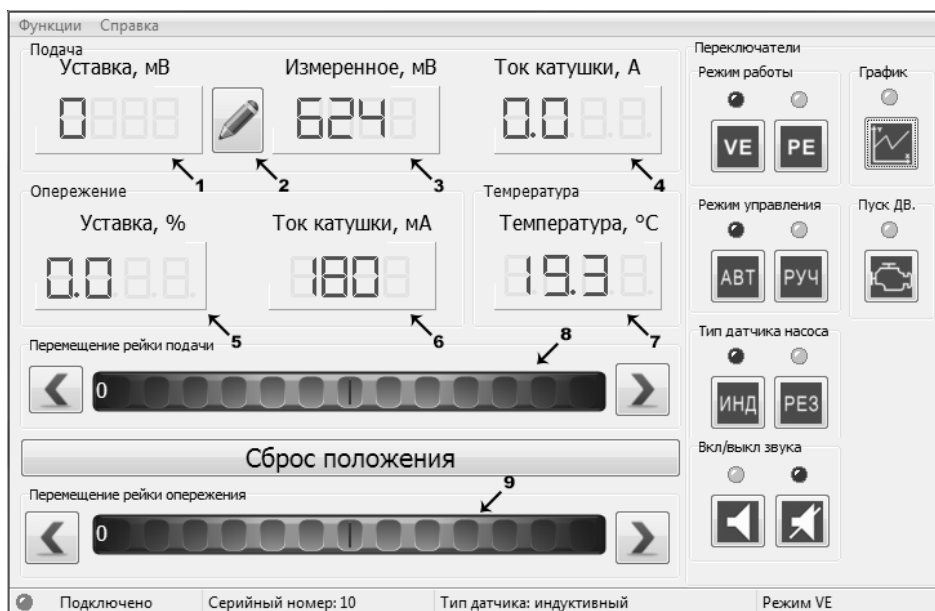 Функции Справка
Подача
Уставка, мВ Измеренное, мВ Ток катушки, А
0 624 0.0
1 2 3 4
Опережение Температура
Уставка, % Ток катушки, мА Температура, °C
0.0 180 19.3
5 6 7
Перемещение рейки подачи 8
0
Сброс положения
Перемещение рейки опережения 9
0
Переключатели
Режим работы График
VE PE
Режим управления Пуск ДВ.
АВТ РУЧ
Тип датчика насоса
ИНД РЕЗ
Вкл/выкл звука
Подключено Серийный номер: 10 Тип датчика: индуктивный Режим VE